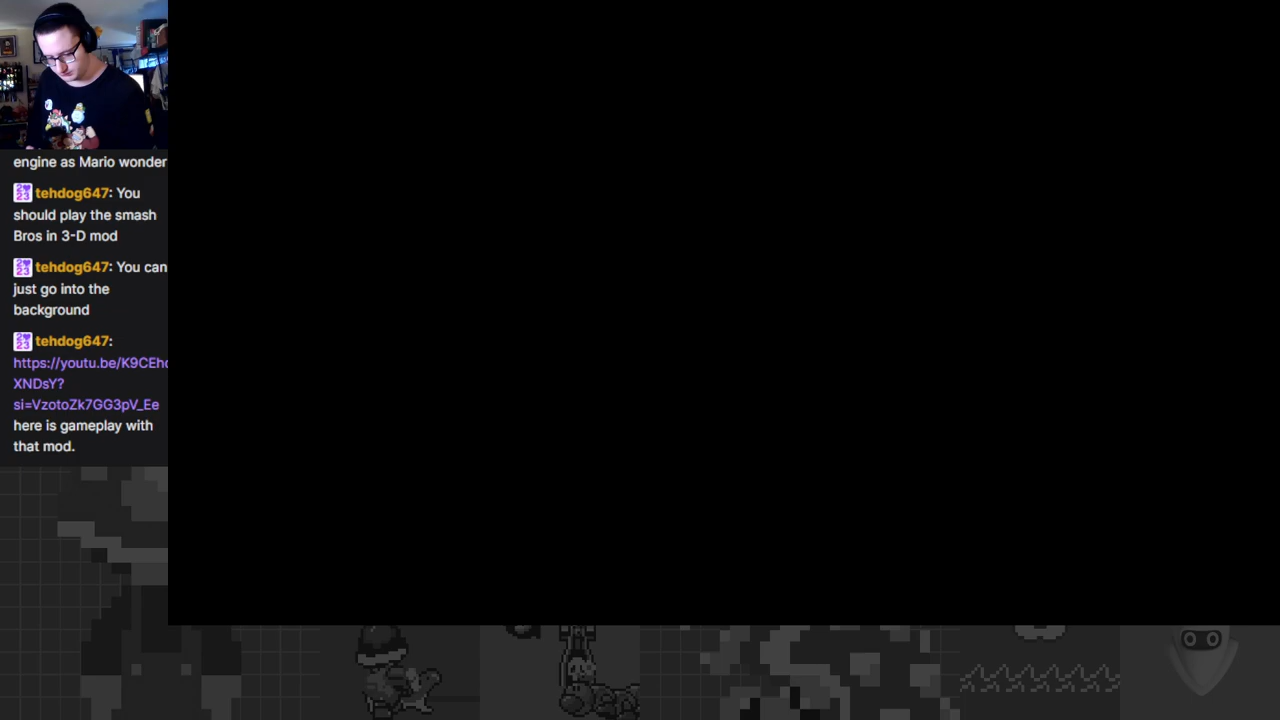 engine as Mario wonder
tehdog647: You
should play the smash
Bros in 3-D mod
tehdog647: You can
just go into the
background
tehdog647:
https://youtu.be/K9CEh
XNDsY?
si=VzotoZk7GG3pV_Ee
here is gameplay with
that mod.